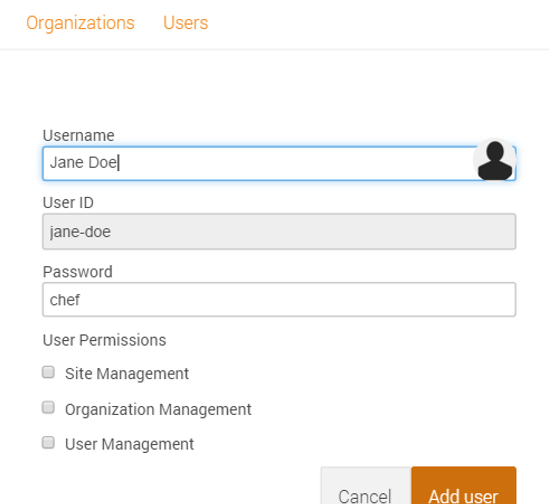 Organizations Users
Username
Jane Doe
User ID
jane-doe
Password
chef
User Permissions
Site Management
Organization Management
User Management
Cancel Add user